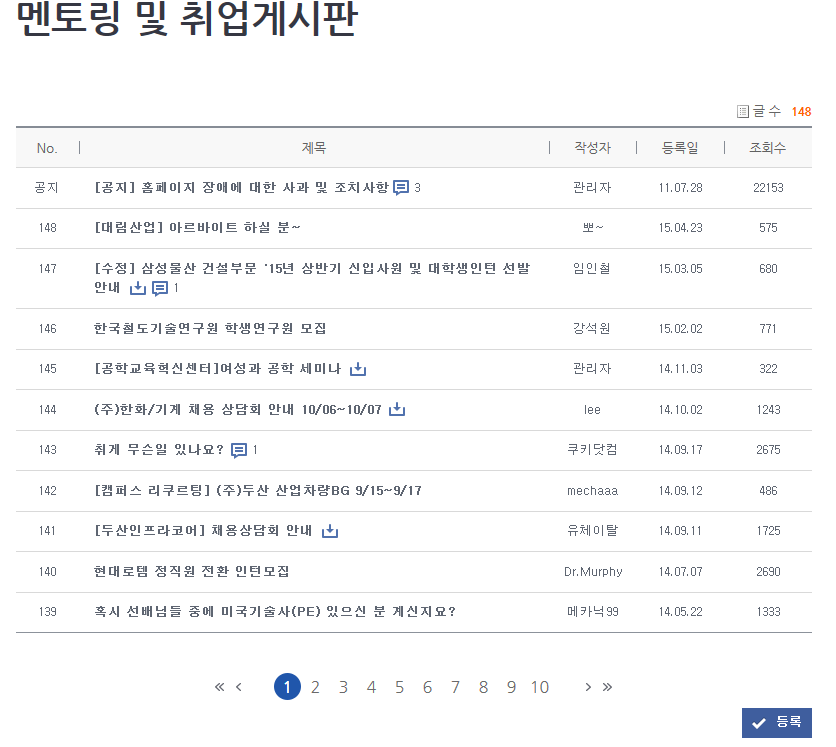 멘토링 및 취업게시판
글 수 148
No. 제목 작성자 등록일 조회수
공지 [공지] 홈페이지 장애에 대한 사과 및 조치사항 3 관리자 11.07.28 22153
148 [대림산업] 아르바이트 하실 분~ 뽀~ 15.04.23 575
147 [수정] 삼성물산 건설부문 '15년 상반기 신입사원 및 대학생인턴 선발 임인철 15.03.05 680
안내 1
146 한국철도기술연구원 학생연구원 모집 강석원 15.02.02 771
145 [공학교육혁신센터]여성과 공학 세미나 관리자 14.11.03 322
144 (주)한화/기계 채용 상담회 안내 10/06~10/07 lee 14.10.02 1243
143 취게 무슨일 있나요? 1 쿠키닷컴 14.09.17 2675
142 [캠퍼스 리쿠르팅] (주)두산 산업차량BG 9/15~9/17 mechaaa 14.09.12 486
141 [두산인프라코어] 채용상담회 안내 유체이탈 14.09.11 1725
140 현대로템 정직원 전환 인턴모집 Dr.Murphy 14.07.07 2690
139 혹시 선배님들 중에 미국기술사(PE) 있으신 분 계신지요? 메카닉99 14.05.22 1333
« ‹ 1 2 3 4 5 6 7 8 9 10 › »
등록